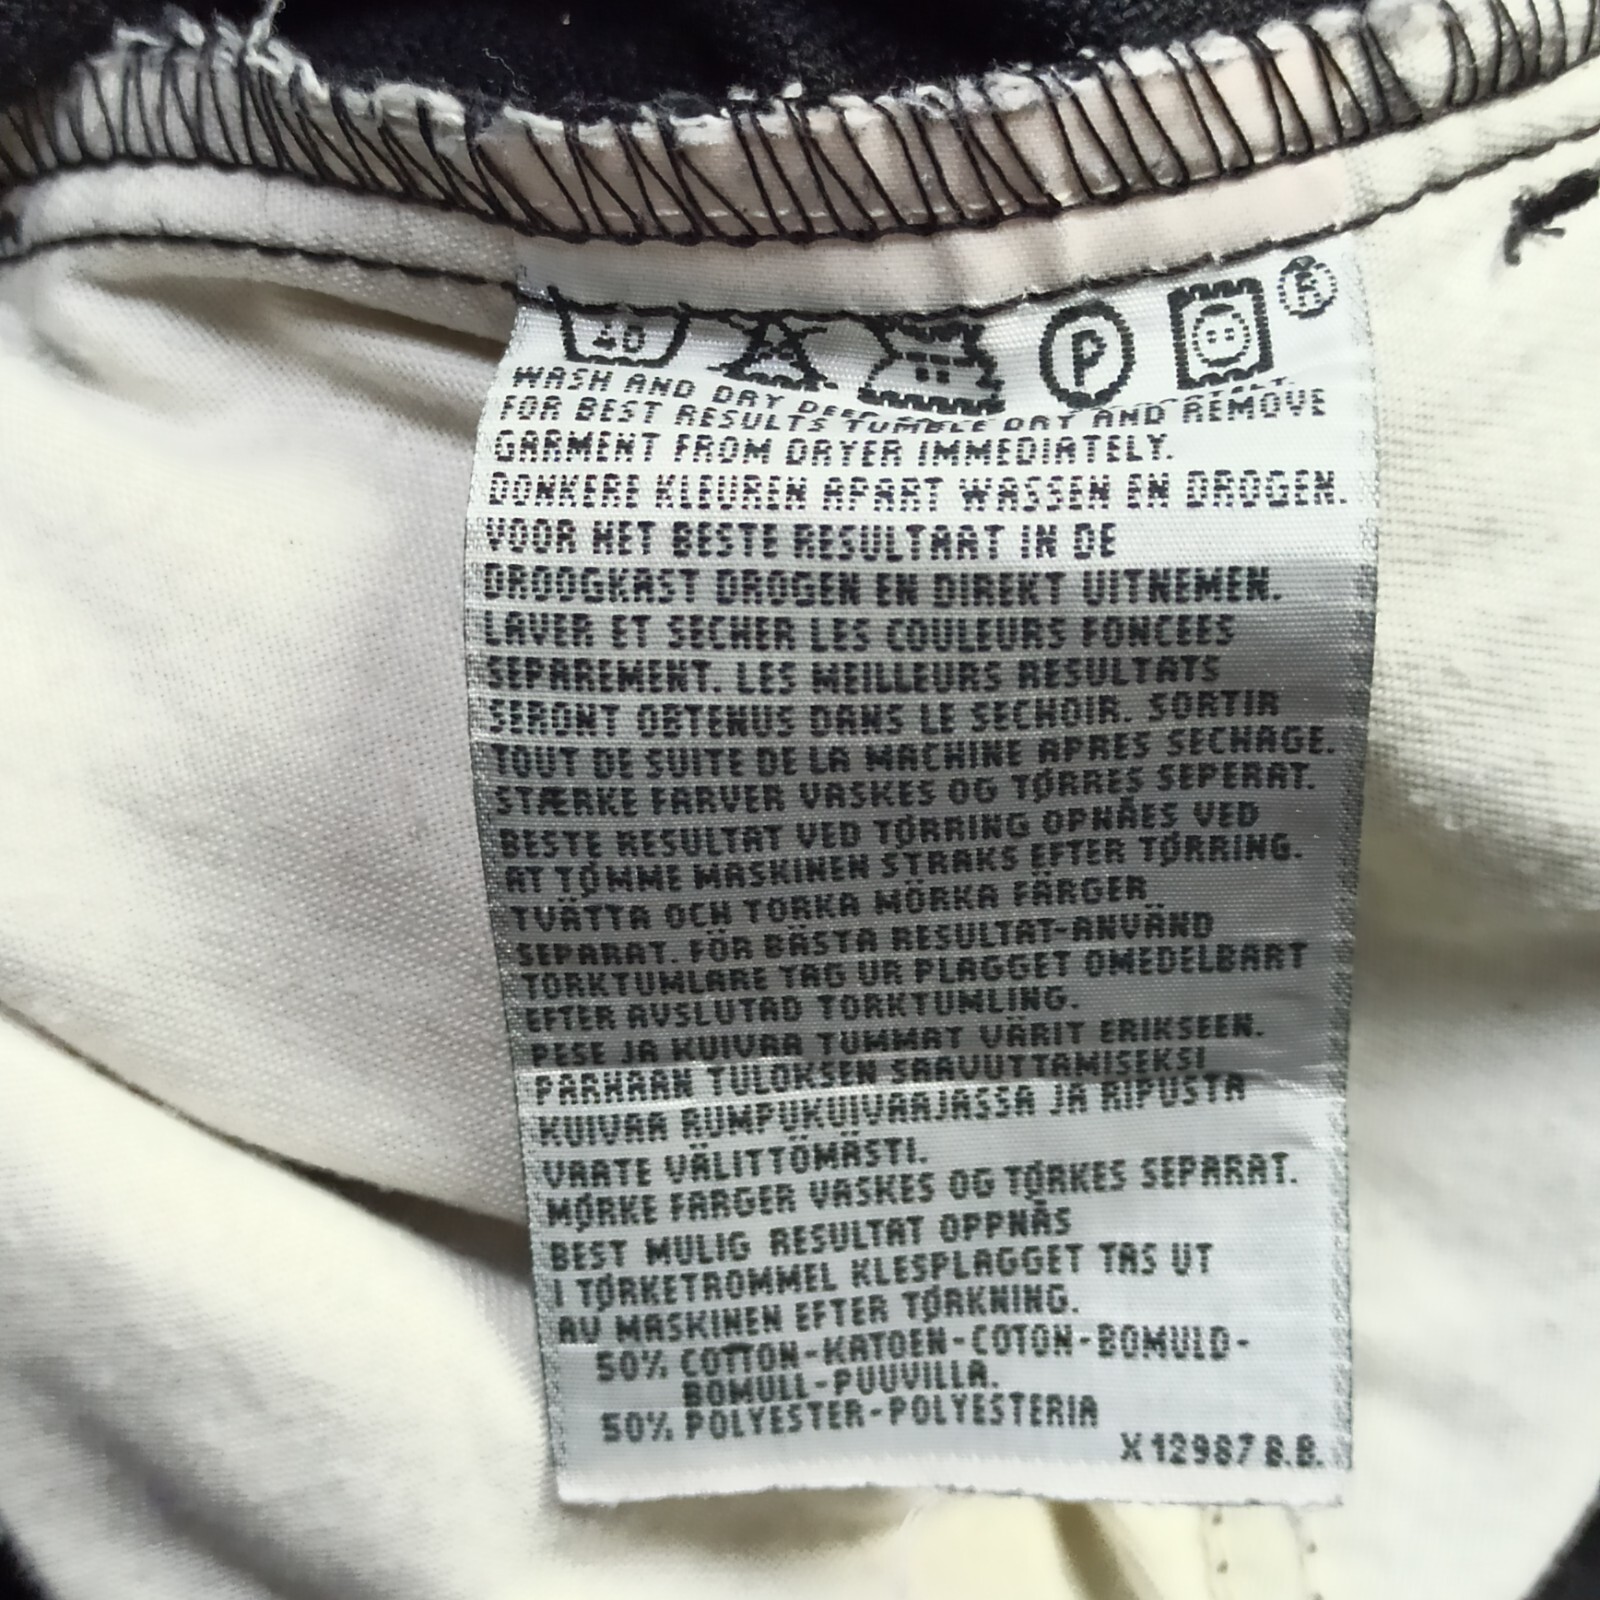 40 P ®
WASH AND DRY DEEP
FOR BEST RESULTS TUMBLE DRY AND REMOVE
GARMENT FROM DRYER IMMEDIATELY.
DONKERE KLEUREN APART WASSEN EN DROGEN.
VOOR HET BESTE RESULTAAT IN DE
DROOGKAST DROGEN EN DIREKT UITNEMEN.
LAVER ET SECHER LES COULEURS FONCEES
SEPAREMENT. LES MEILLEURS RESULTATS
SERONT OBTENUS DANS LE SECHOIR. SORTIR
TOUT DE SUITE DE LA MACHINE APRES SECHAGE.
STÆRKE FARVER VASKES OG TØRRES SEPERAT.
BESTE RESULTAT VED TØRRING OPNÅES VED
AT TØMME MASKINEN STRAKS EFTER TØRRING.
TVÄTTA OCH TORKA MÖRKA FÄRGER
SEPARAT. FÖR BÄSTA RESULTAT-ANVÄND
TORKTUMLARE TAG UR PLAGGET OMEDELBART
EFTER AVSLUTAD TORKTUMLING.
PESE JA KUIVAA TUMMAT VÄRIT ERIKSEEN.
PARHAAN TULOKSEN SAAVUTTAMISEKSI
KUIVAA RUMPUKUIVAAJASSA JA RIPUSTA
VAATE VÄLITTÖMÄSTI.
MØRKE FARGER VASKES OG TØRKES SEPARAT.
BEST MULIG RESULTAT OPPNÅS
I TØRKETROMMEL KLESPLAGGET TAS UT
AV MASKINEN EFTER TØRKNING.
50% COTTON-KATOEN-COTON-BOMULD-
BOMULL-PUUVILLA.
50% POLYESTER-POLYESTERIA
X 12987 B.B.